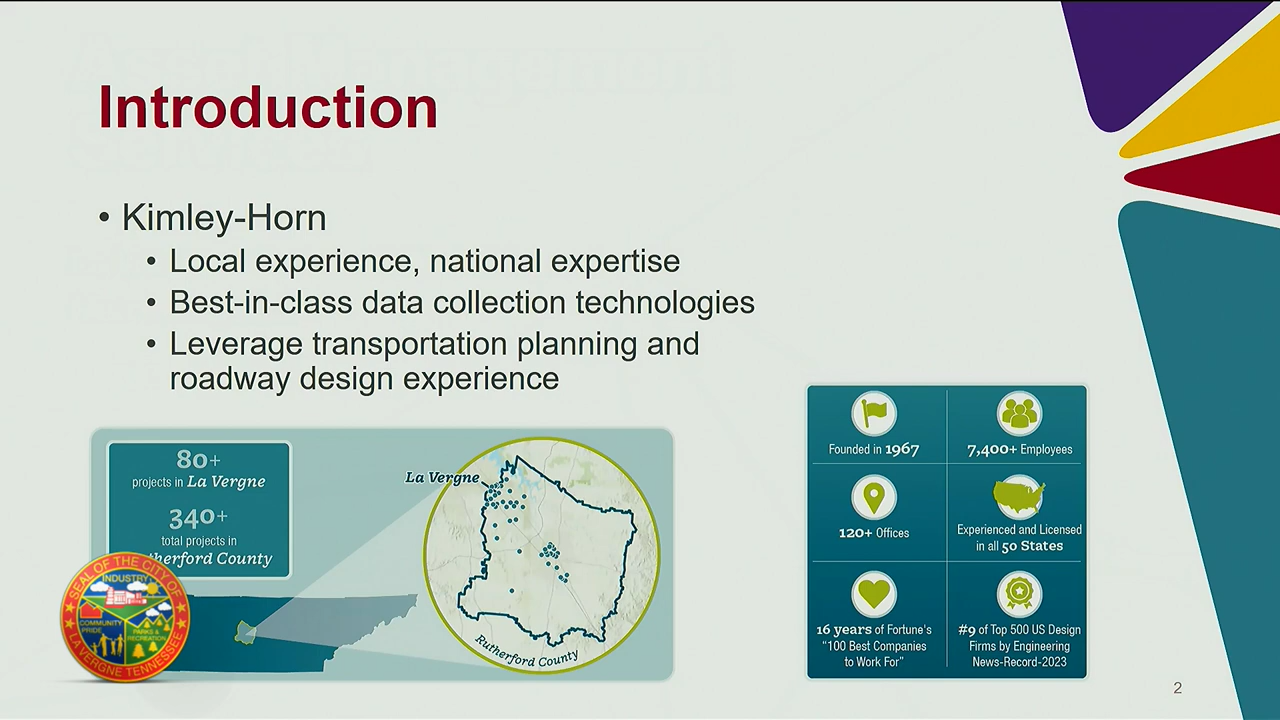 Introduction
• Kimley-Horn
• Local experience, national expertise
• Best-in-class data collection technologies
• Leverage transportation planning and
roadway design experience
80+
projects in La Vergne
340+
total projects in
therford County
La Vergne
Rutherford County
SEAL OF THE CITY OF
LA VERGNE TENNESSEE
INDUSTRY
COMMUNITY
PRIDE
PARKS &
RECREATION
Founded in 1967
7,400+ Employees
120+ Offices
Experienced and Licensed
in all 50 States
16 years of Fortune's
"100 Best Companies
to Work For"
#9 of Top 500 US Design
Firms by Engineering
News-Record-2023
2